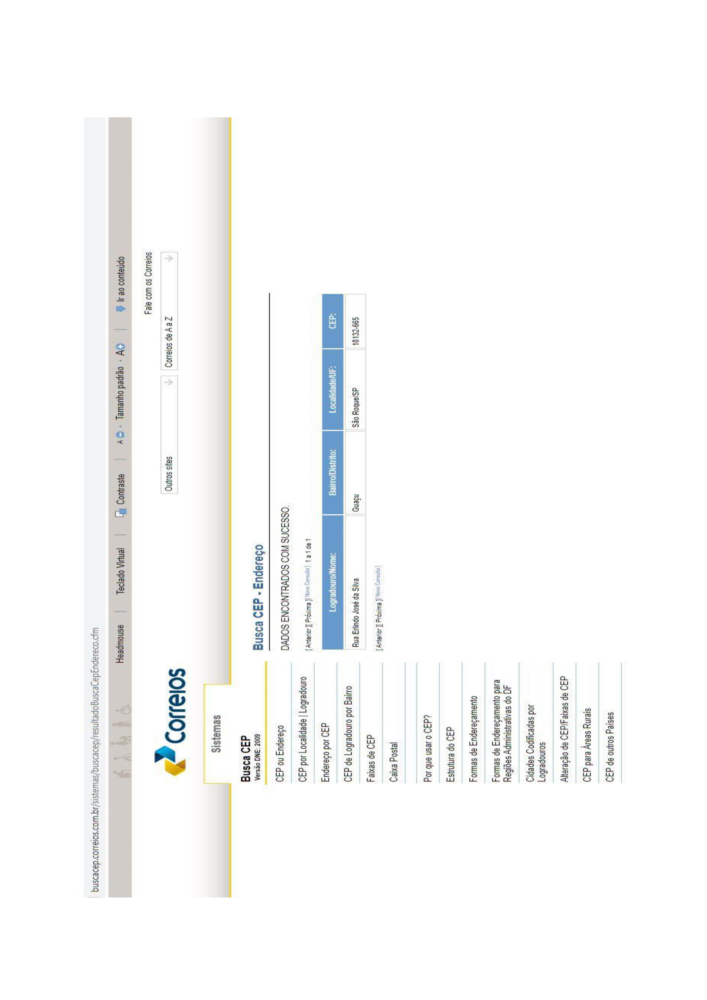 buscacep.correios.com.br/sistemas/buscacep/resultadoBuscaCepEndereco.cfm
Headmouse | Teclado Virtual | Contraste | A · Tamanho padrão · A | Ir ao conteúdo
Fale com os Correios
Correios
Outros sites
Correios de A a Z
Sistemas
Busca CEP
Versão DNE: 2009
CEP ou Endereço
CEP por Localidade | Logradouro
Endereço por CEP
CEP de Logradouro por Bairro
Faixas de CEP
Caixa Postal
Por que usar o CEP?
Estrutura do CEP
Formas de Endereçamento
Formas de Endereçamento para
Regiões Administrativas do DF
Cidades Codificadas por
Logradouros
Alteração de CEP/Faixas de CEP
CEP para Áreas Rurais
CEP de outros Países
Busca CEP - Endereço
DADOS ENCONTRADOS COM SUCESSO.
[ Anterior ][ Próxima ][ Nova Consulta ] 1 a 1 de 1
Logradouro/Nome: Bairro/Distrito: Localidade/UF: CEP:
Rua Erlindo José da Silva Guaçu São Roque/SP 18132-665
[ Anterior ][ Próxima ][ Nova Consulta ]